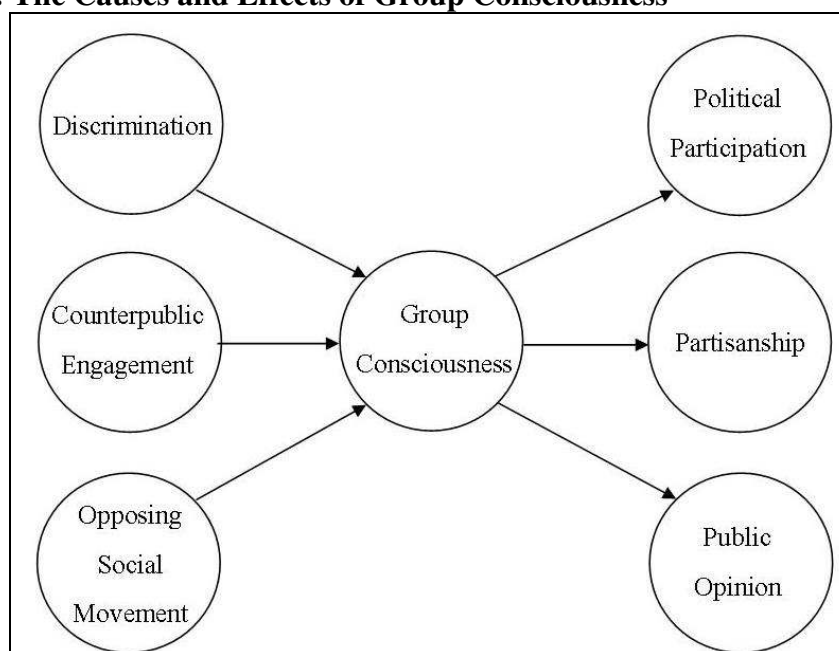 The Causes and Effects of Group Consciousness
Discrimination
Counterpublic
Engagement
Opposing
Social
Movement
Group
Consciousness
Political
Participation
Partisanship
Public
Opinion